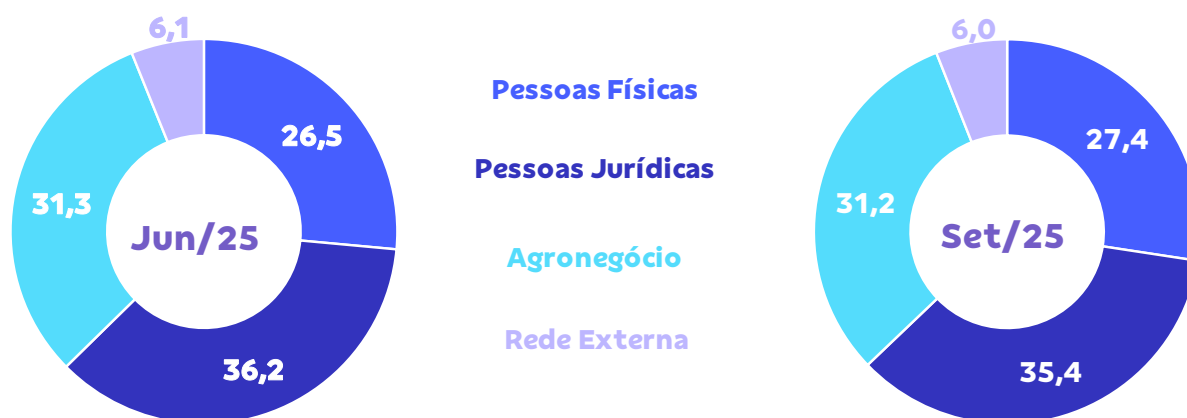 6,1
26,5
31,3
Jun/25
36,2
Pessoas Físicas
Pessoas Jurídicas
Agronegócio
Rede Externa
6,0
27,4
31,2
Set/25
35,4